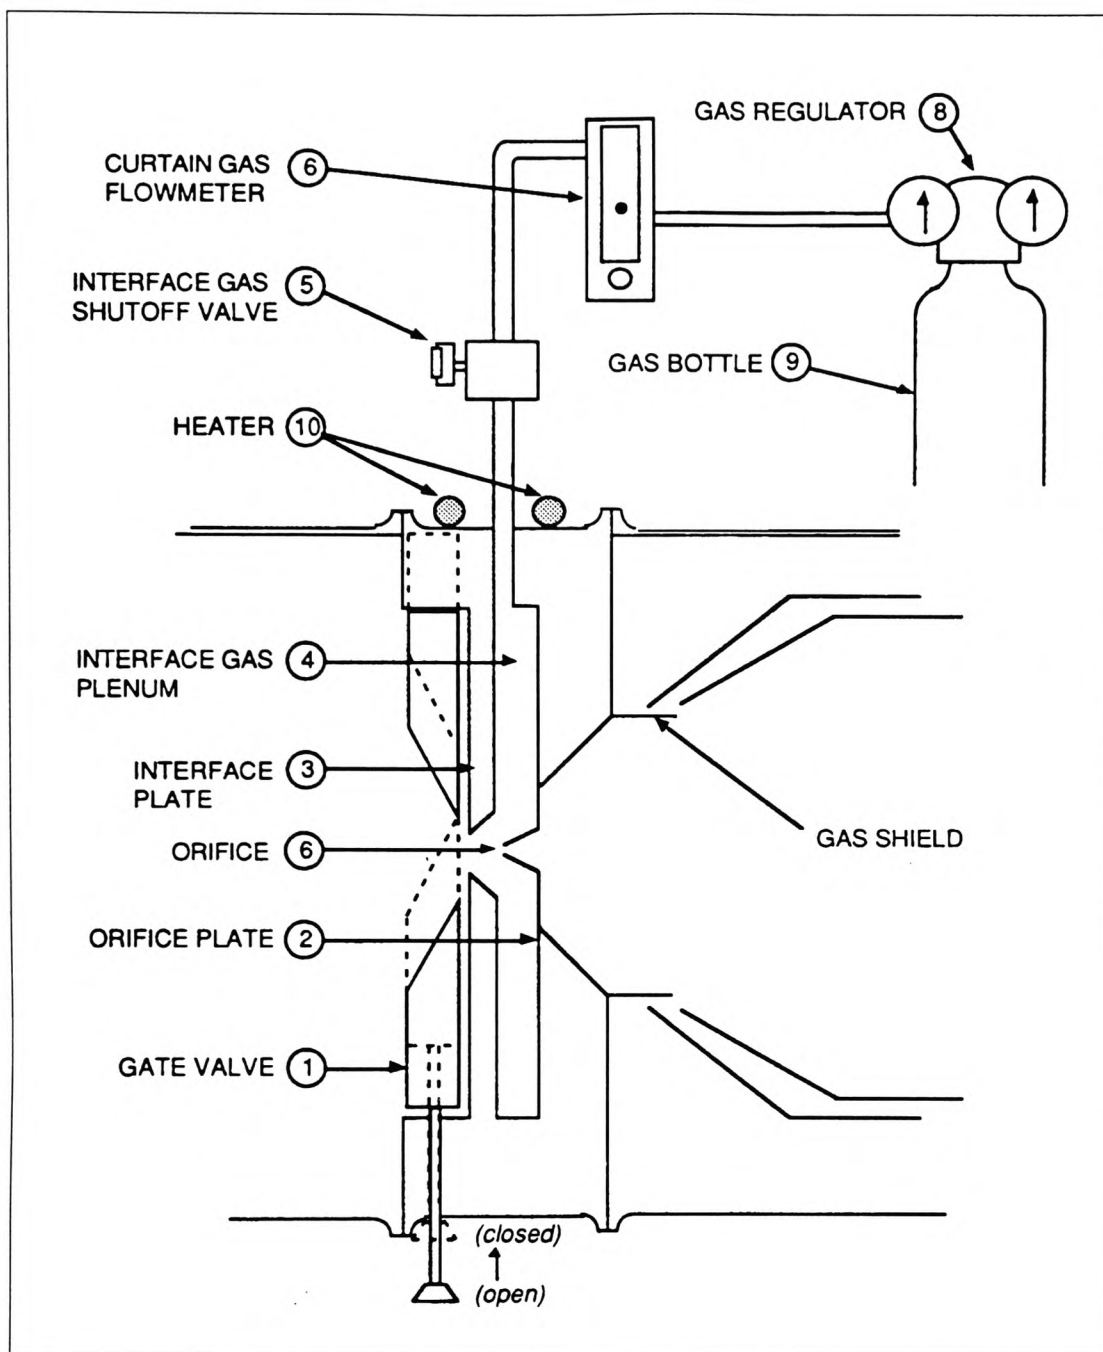 GAS REGULATOR 8
CURTAIN GAS 6
FLOWMETER
INTERFACE GAS 5
SHUTOFF VALVE
GAS BOTTLE 9
HEATER 10
INTERFACE GAS 4
PLENUM
INTERFACE 3
PLATE
GAS SHIELD
ORIFICE 6
ORIFICE PLATE 2
GATE VALVE 1
(closed)
(open)